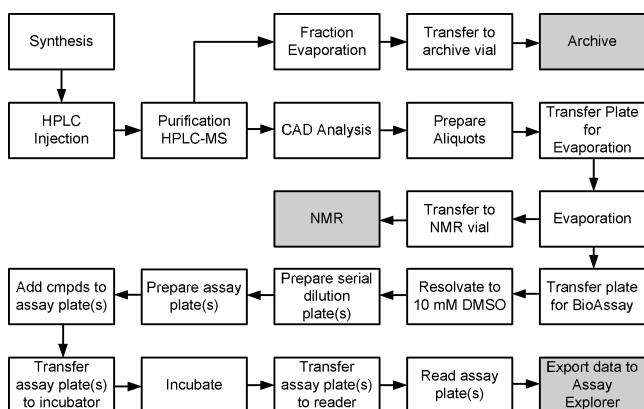 Synthesis
Fraction
Evaporation
Transfer to
archive vial
Archive
HPLC
Injection
Purification
HPLC-MS
CAD Analysis
Prepare
Aliquots
Transfer Plate
for
Evaporation
NMR
Transfer to
NMR vial
Evaporation
Add cmpds to
assay plate(s)
Prepare assay
plate(s)
Prepare serial
dilution
plate(s)
Resolvate to
10 mM DMSO
Transfer plate
for BioAssay
Transfer
assay plate(s)
to incubator
Incubate
Transfer
assay plate(s)
to reader
Read assay
plate(s)
Export data to
Assay
Explorer